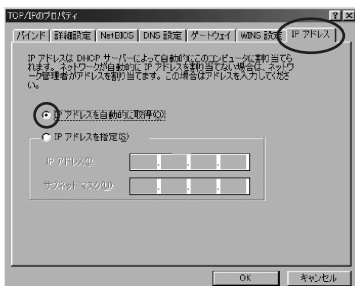 TCP/IPのプロパティ
バインド 詳細設定 NetBIOS DNS 設定 ゲートウェイ WINS 設定 IP アドレス
IP アドレスは DHCP サーバーによって自動的にこのコンピュータに割り当てら
れます。ネットワークが自動的に IP アドレスを割り当てない場合は、ネットワ
ーク管理者がアドレスを割り当てます。この場合はアドレスを入力してくださ
い。
IP アドレスを自動的に取得(O)
IP アドレスを指定(S)
IP アドレス(I):
サブネット マスク(U):
OK キャンセル